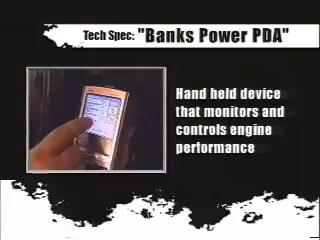 Tech Spec: "Banks Power PDA"
Hand held device
that monitors and
controls engine
performance